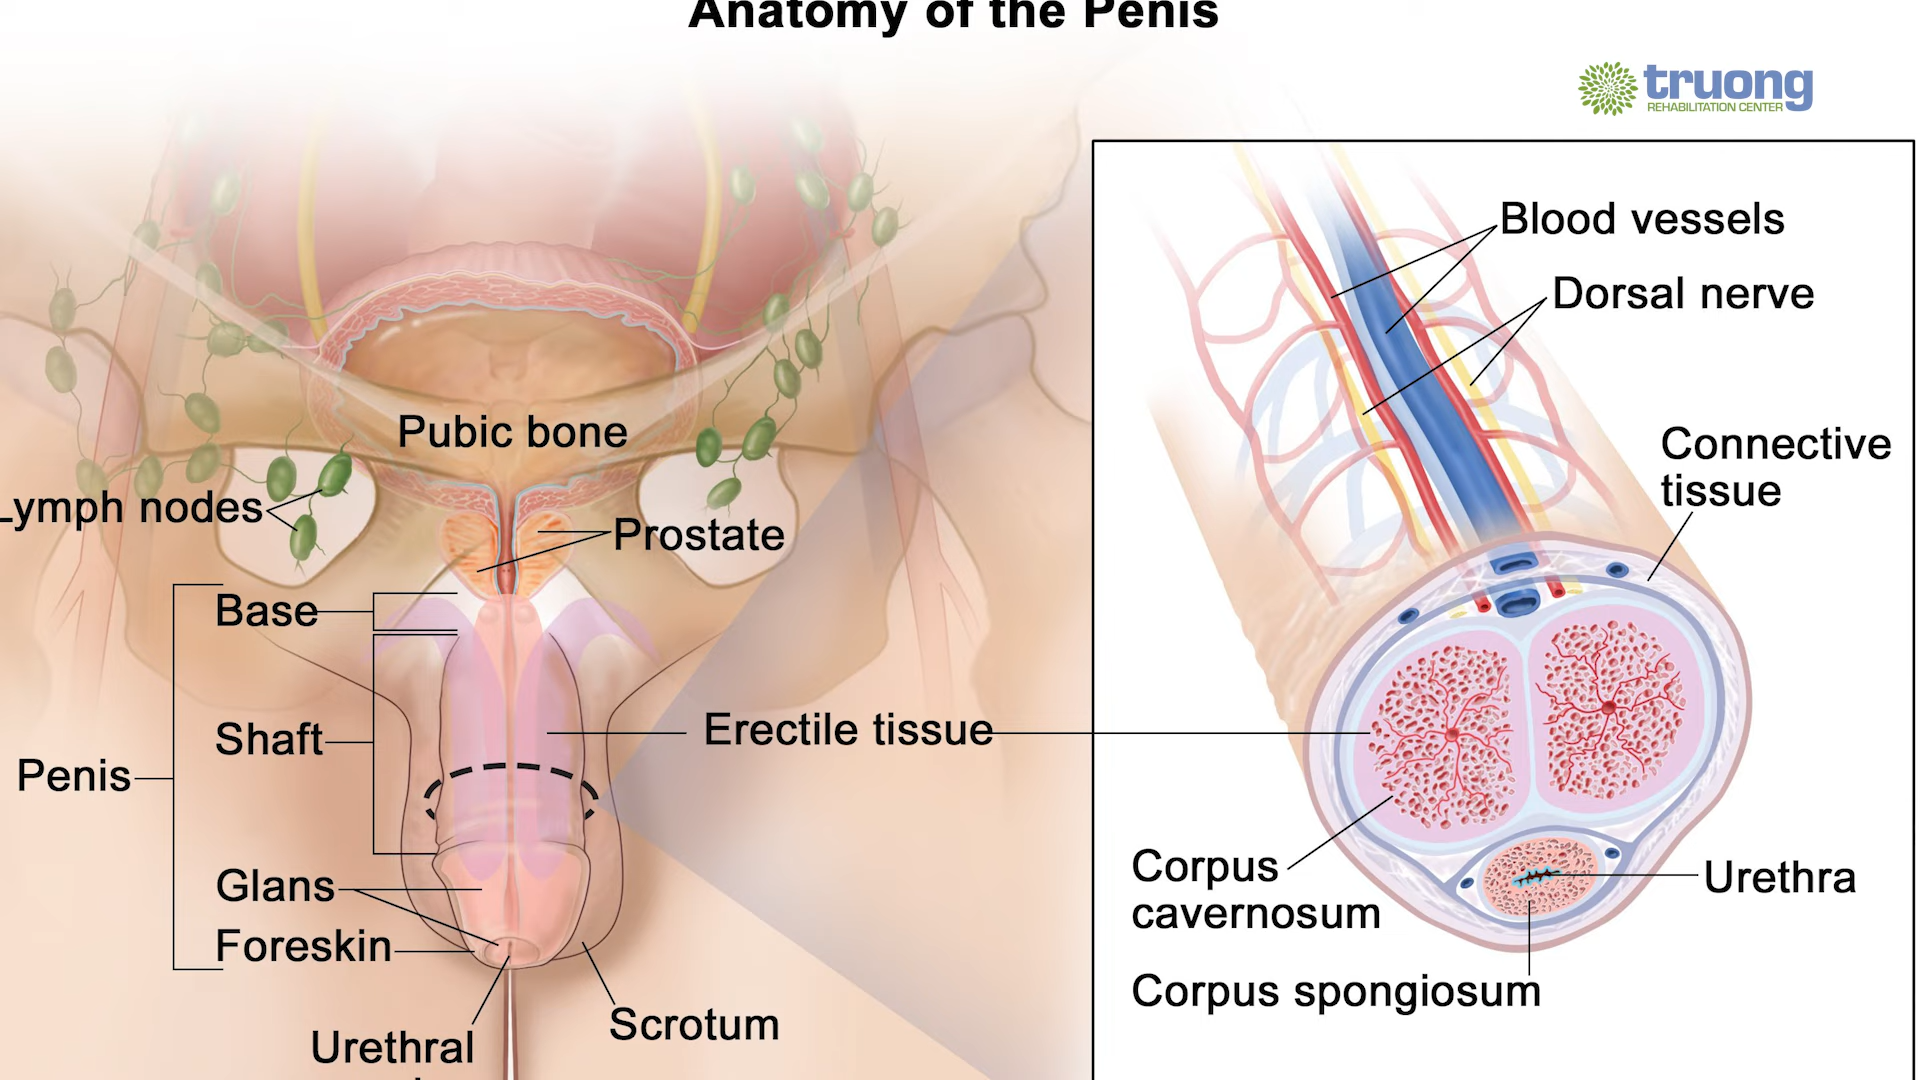 Anatomy of the Penis
truong
REHABILITATION CENTER
Blood vessels
Dorsal nerve
Connective
tissue
Pubic bone
Lymph nodes
Prostate
Base
Shaft
Erectile tissue
Penis
Glans
Foreskin
Scrotum
Urethral
Corpus
cavernosum
Urethra
Corpus spongiosum